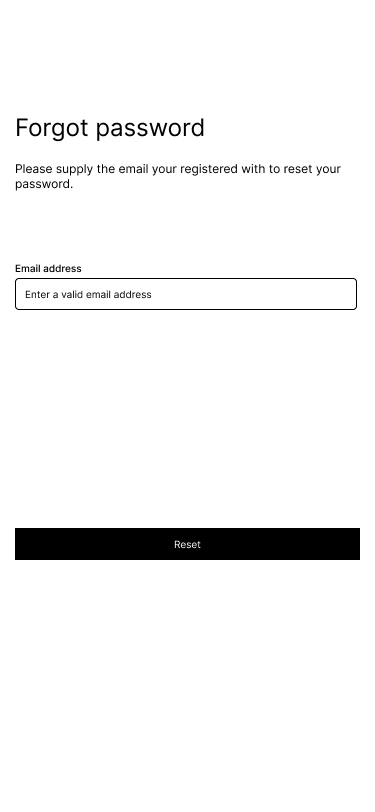 Forgot password
Please supply the email your registered with to reset your
password.
Email address
Enter a valid email address
Reset